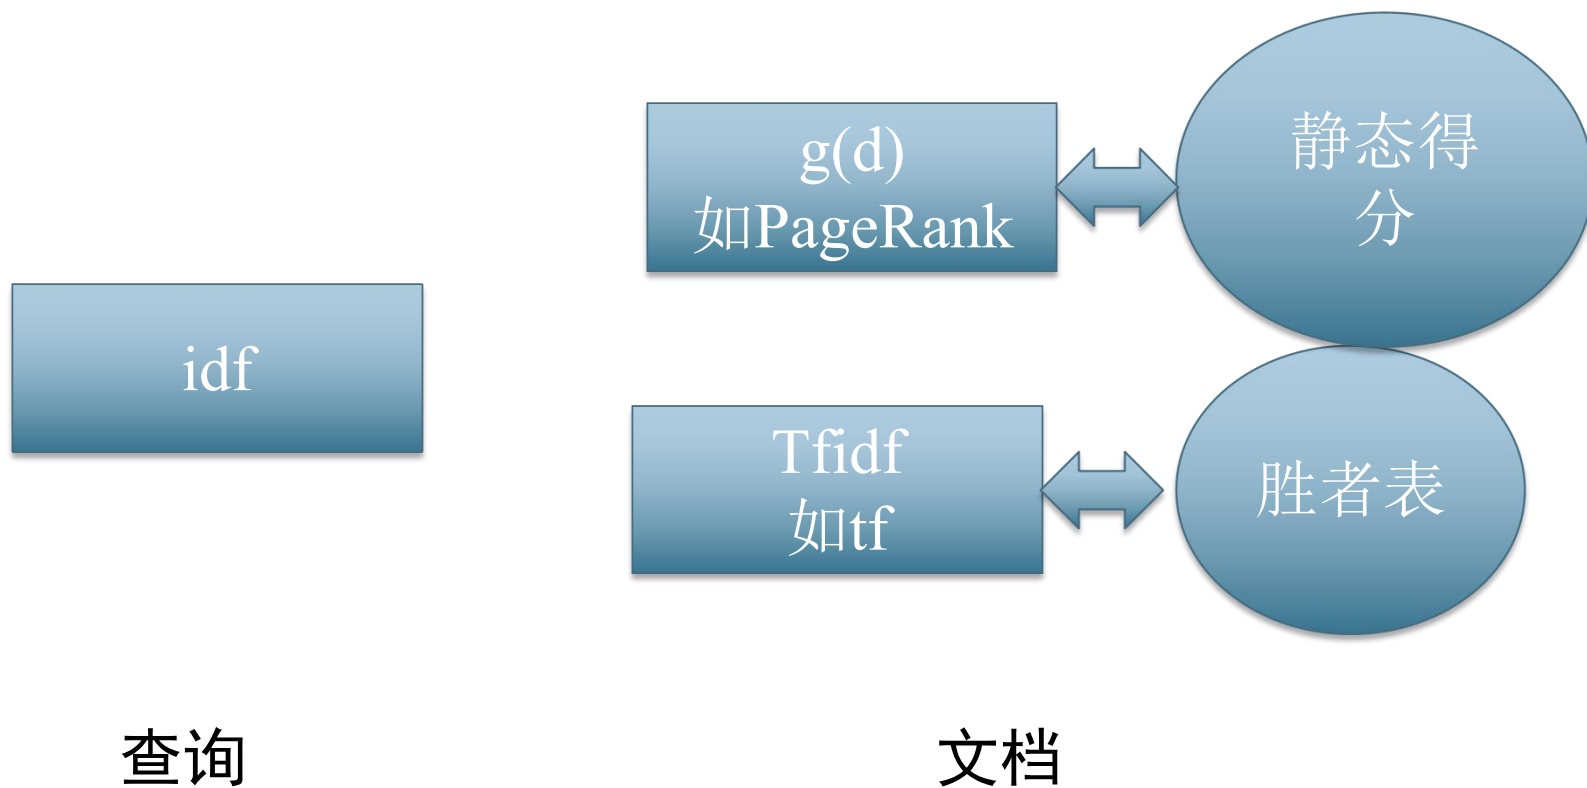 g(d)
如PageRank
静态得
分
idf
Tfidf
如tf
胜者表
查询
文档